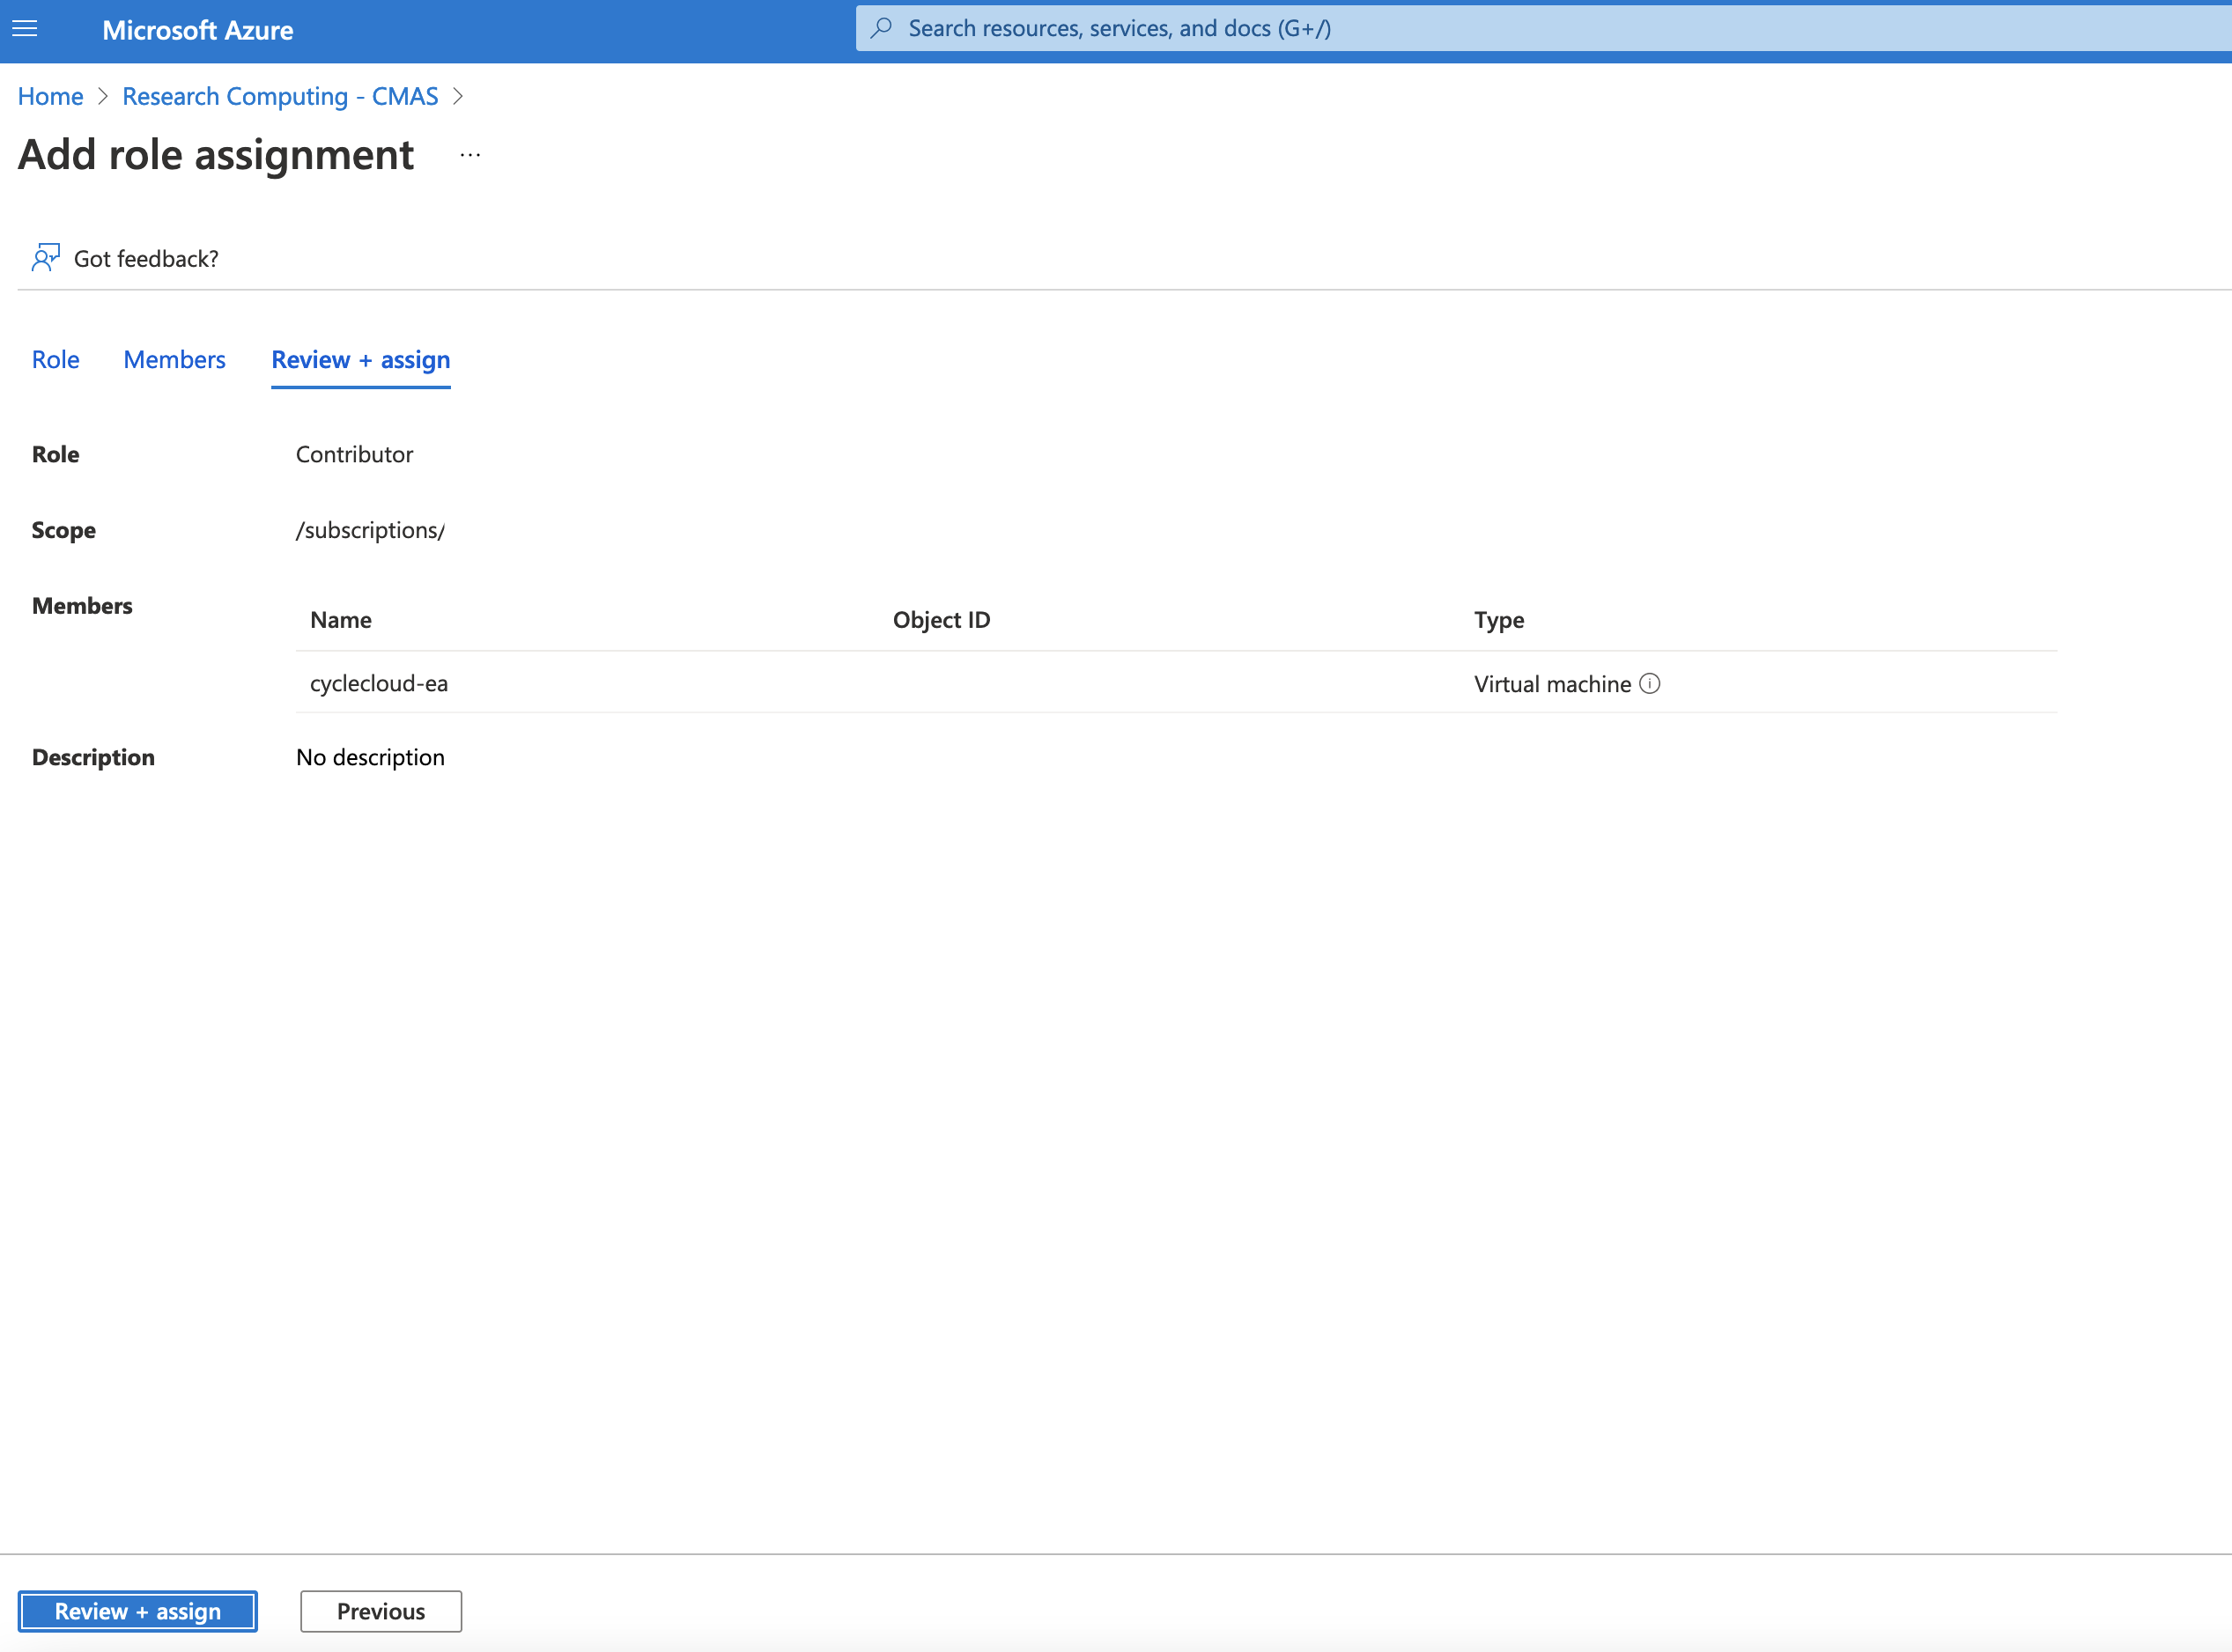 Microsoft Azure
Search resources, services, and docs (G+/)
Home > Research Computing - CMAS >
Add role assignment ...
Got feedback?
Role Members Review + assign
Role Contributor
Scope /subscriptions/
Members
Name Object ID Type
cyclecloud-ea Virtual machine
Description No description
Review + assign Previous